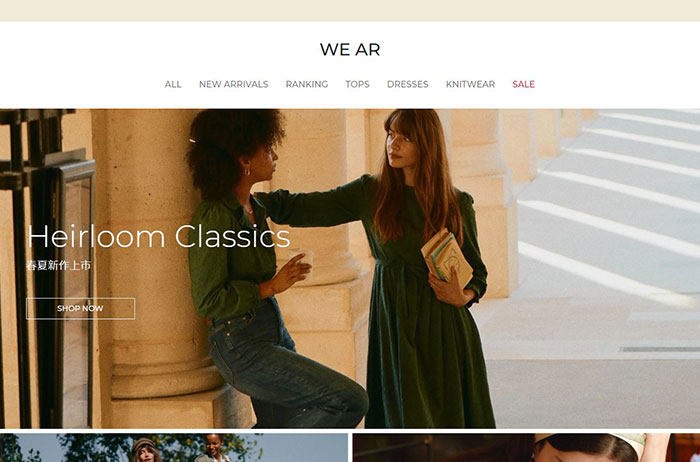 WE AR
ALL NEW ARRIVALS RANKING TOPS DRESSES KNITWEAR SALE
Heirloom Classics
春夏新作上市
SHOP NOW